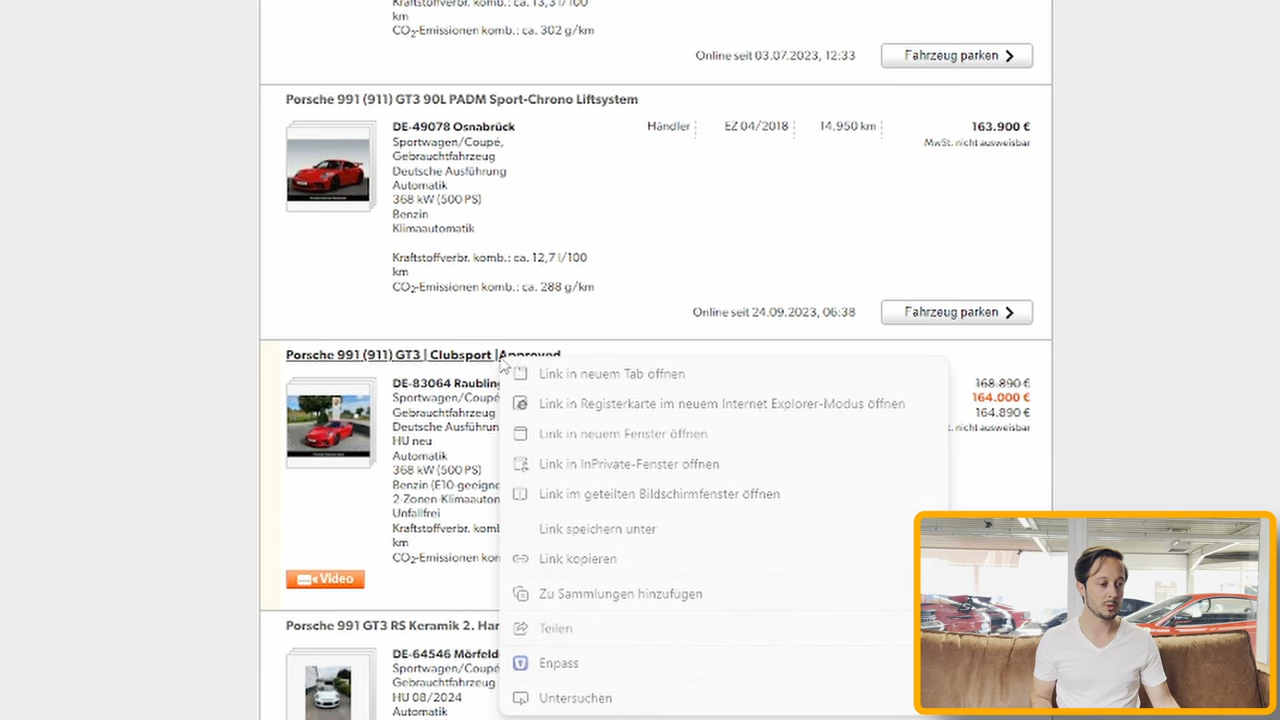 Kraftstoffverbr. komb.: ca. 13,3 l/100
km
CO2-Emissionen komb.: ca. 302 g/km
Online seit 03.07.2023, 12:33
Fahrzeug parken
Porsche 991 (911) GT3 90L PADM Sport-Chrono Liftsystem
DE-49078 Osnabrück
Händler
EZ 04/2018
14.950 km
163.900 €
Sportwagen/Coupé,
MwSt. nicht ausweisbar
Gebrauchtfahrzeug
Deutsche Ausführung
Automatik
368 kW (500 PS)
Benzin
Klimaautomatik
Kraftstoffverbr. komb.: ca. 12,7 l/100
km
CO2-Emissionen komb.: ca. 288 g/km
Online seit 24.09.2023, 06:38
Fahrzeug parken
Porsche 991 (911) GT3 | Clubsport |Approved
DE-83064 Raubling
Sportwagen/Coupé
Gebrauchtfahrzeug
Deutsche Ausführun
HU neu
Automatik
368 kW (500 PS)
Benzin (E10-geeigne
2-Zonen-Klimaauton
Unfallfrei
Kraftstoffverbr. komb
km
CO2-Emissionen kon
Video
168.890 €
164.000 €
164.890 €
. nicht ausweisbar
Link in neuem Tab öffnen
Link in Registerkarte im neuem Internet Explorer-Modus öffnen
Link in neuem Fenster öffnen
Link in InPrivate-Fenster öffnen
Link im geteilten Bildschirmfenster öffnen
Link speichern unter
Link kopieren
Zu Sammlungen hinzufügen
Teilen
Enpass
Untersuchen
Porsche 991 GT3 RS Keramik 2. Har
DE-64546 Mörfeld
Sportwagen/Coupé
Gebrauchtfahrzeug
HU 08/2024
Automatik